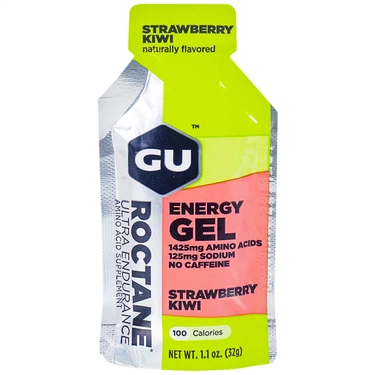 STRAWBERRY
KIWI
naturally flavored
™
GU
ROCTANE®
ULTRA ENDURANCE
AMINO ACID SUPPLEMENT
ENERGY
GEL
1425mg AMINO ACIDS
125mg SODIUM
NO CAFFEINE
STRAWBERRY
KIWI
100 Calories
NET WT. 1.1 oz. (32g)